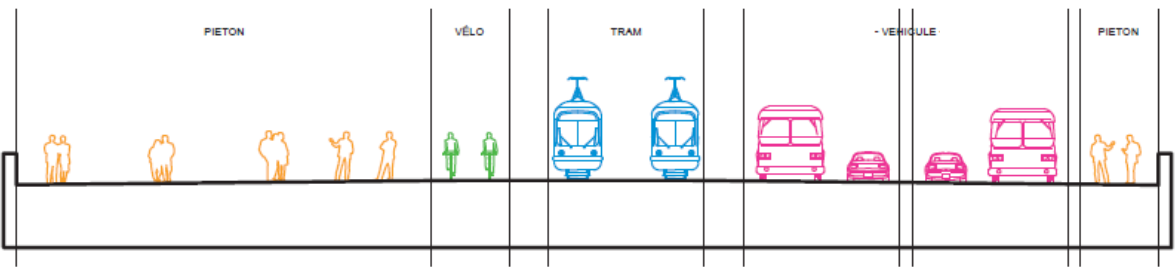 PIETON
VÉLO
TRAM
- VEHICULE -
PIETON